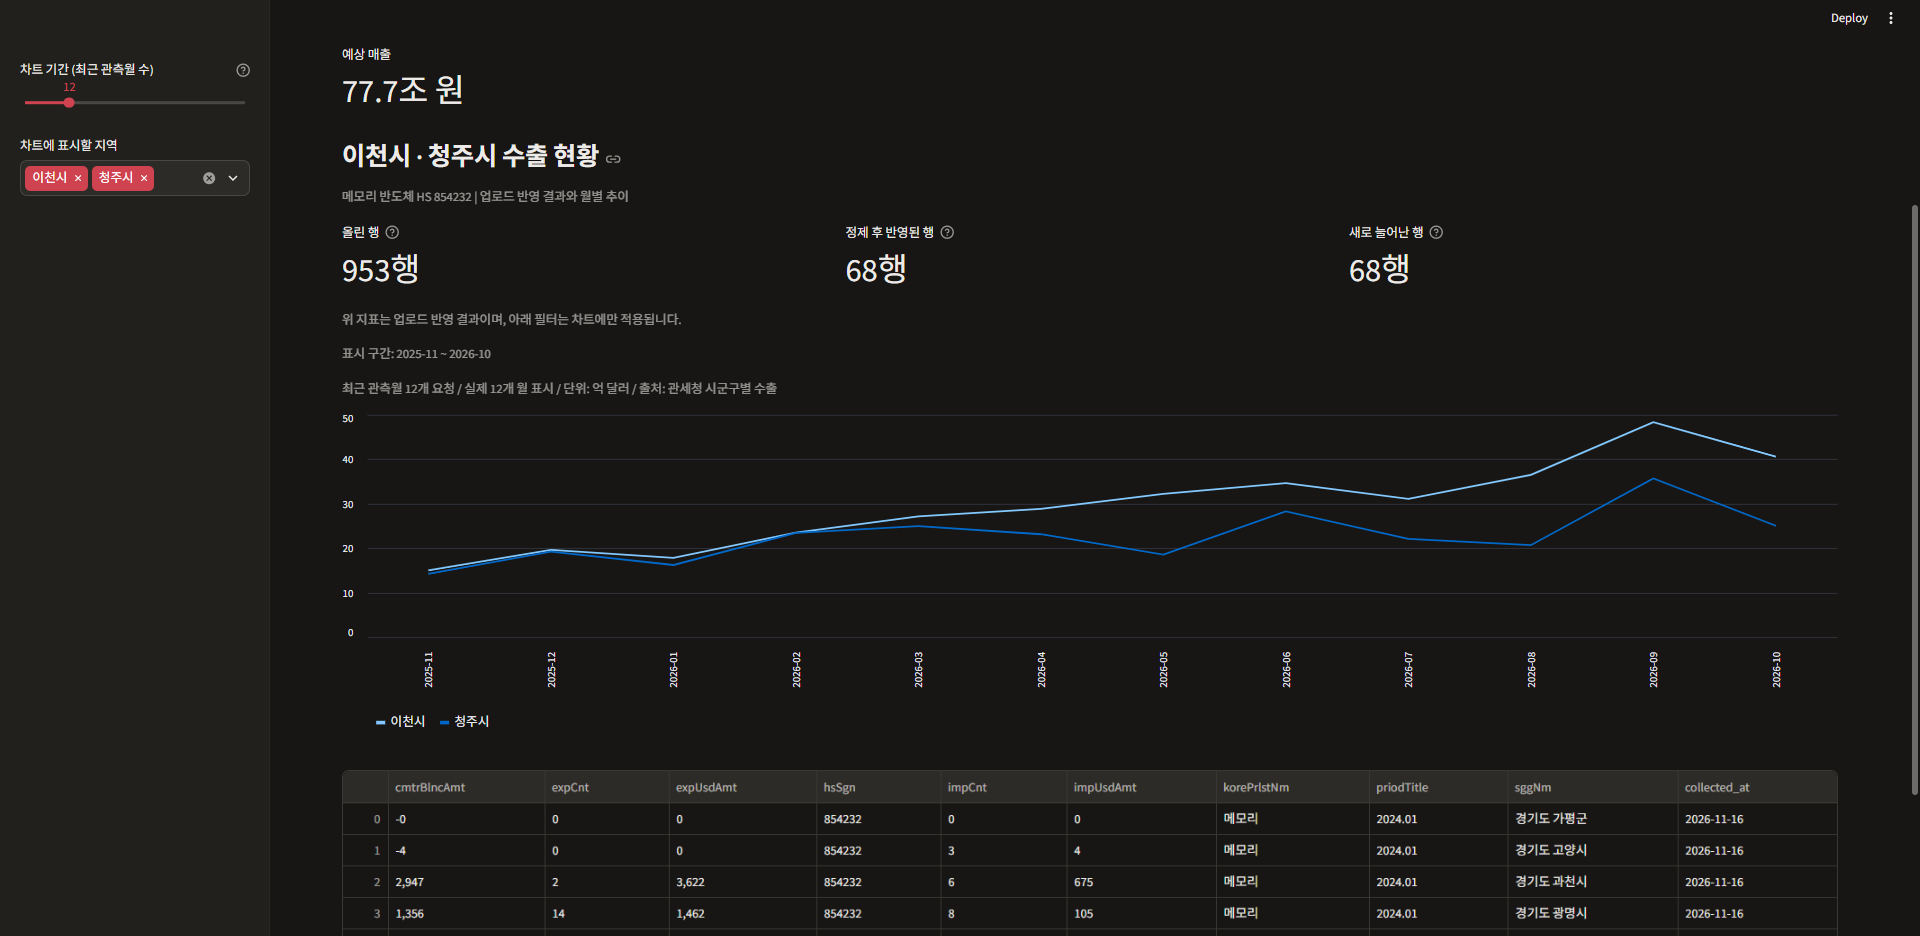 Deploy
차트 기간 (최근 관측월 수)
12
차트에 표시할 지역
이천시 × 청주시 ×
예상 매출
77.7조 원
이천시 · 청주시 수출 현황
메모리 반도체 HS 854232 | 업로드 반영 결과와 월별 추이
올린 행 정제 후 반영된 행 새로 늘어난 행
953행 68행 68행
위 지표는 업로드 반영 결과이며, 아래 필터는 차트에만 적용됩니다.
표시 구간: 2025-11 ~ 2026-10
최근 관측월 12개 요청 / 실제 12개 월 표시 / 단위: 억 달러 / 출처: 관세청 시군구별 수출
50
40
30
20
10
0
2025-11 2025-12 2026-01 2026-02 2026-03 2026-04 2026-05 2026-06 2026-07 2026-08 2026-09 2026-10
이천시 청주시
cmtrBlncAmt expCnt expUsdAmt hsSgn impCnt impUsdAmt korePrlstNm priodTitle sggNm collected_at
0 -0 0 0 854232 0 0 메모리 2024.01 경기도 가평군 2026-11-16
1 -4 0 0 854232 3 4 메모리 2024.01 경기도 고양시 2026-11-16
2 2,947 2 3,622 854232 6 675 메모리 2024.01 경기도 과천시 2026-11-16
3 1,356 14 1,462 854232 8 105 메모리 2024.01 경기도 광명시 2026-11-16